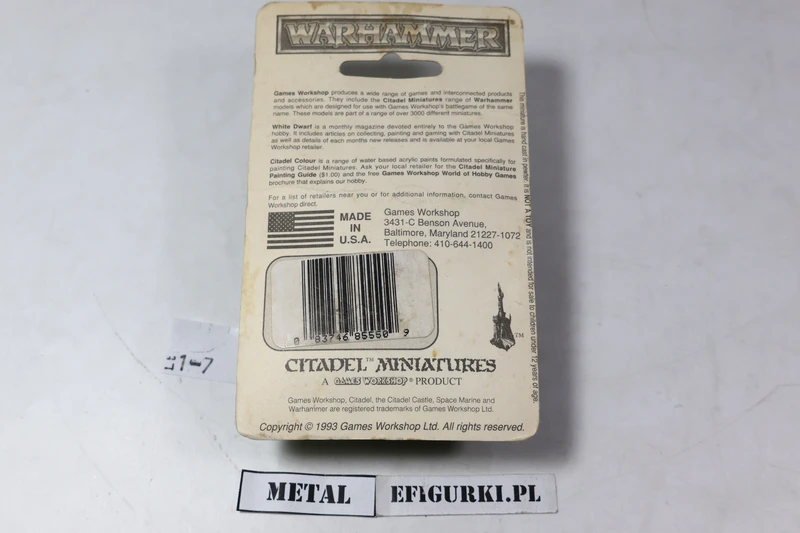 WARHAMMER
Games Workshop produces a wide range of games and interconnected products
and accessories. They include the Citadel Miniatures range of Warhammer
models which are designed for use with Games Workshop's battlegame of the same
name. These models are part of a range of over 3000 different miniatures.
White Dwarf is a monthly magazine devoted entirely to the Games Workshop
hobby. It includes articles on collecting, painting and gaming with Citadel Miniatures
as well as details of each months new releases and is available at your local Games
Workshop retailer.
Citadel Colour is a range of water based acrylic paints formulated specifically for
painting Citadel Miniatures. Ask your local retailer for the Citadel Miniature
Painting Guide ($1.00) and the free Games Workshop World of Hobby Games
brochure that explains our hobby.
For a list of retailers near you or for additional information, contact Games
Workshop direct.
MADE
IN
U.S.A.
Games Workshop
3431-C Benson Avenue,
Baltimore, Maryland 21227-1072
Telephone: 410-644-1400
This miniature is hand cast in pewter. It is NOT A TOY and is not intended for sale to children under 12 years of age.
0 83746 85550 9
TM
CITADEL™ MINIATURES
A GAMES WORKSHOP® PRODUCT
Games Workshop, Citadel, the Citadel Castle, Space Marine and
Warhammer are registered trademarks of Games Workshop Ltd.
Copyright © 1993 Games Workshop Ltd. All rights reserved.
1-7
METAL
EFIGURKI.PL